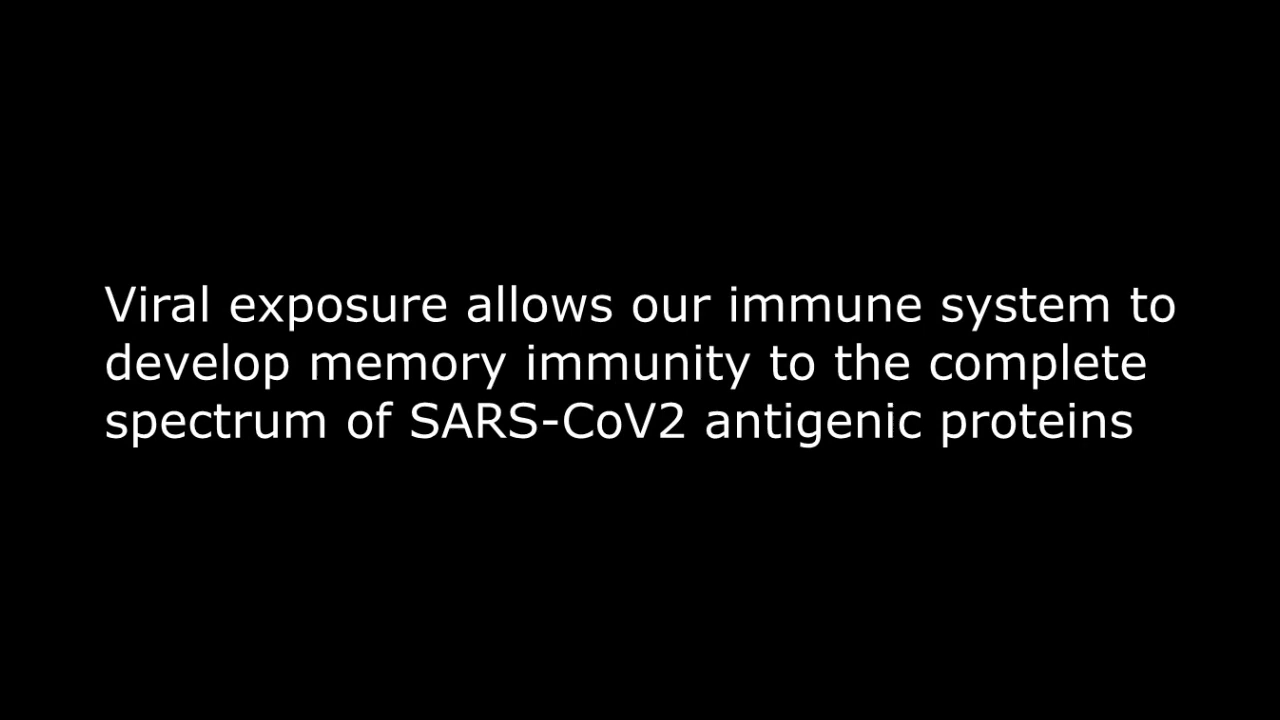 Viral exposure allows our immune system to
develop memory immunity to the complete
spectrum of SARS-CoV2 antigenic proteins